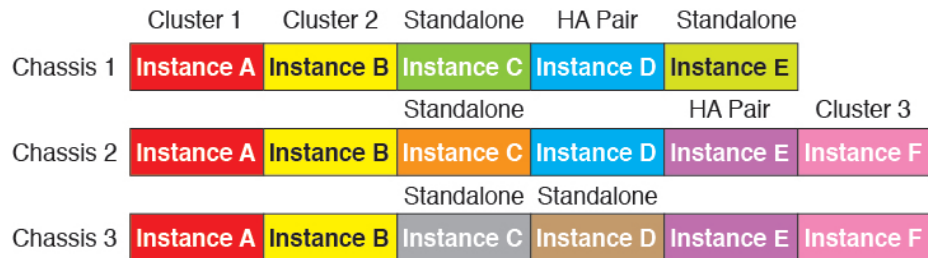 Cluster 1 Cluster 2 Standalone HA Pair Standalone
Chassis 1 Instance A Instance B Instance C Instance D Instance E
Standalone HA Pair Cluster 3
Chassis 2 Instance A Instance B Instance C Instance D Instance E Instance F
Standalone Standalone
Chassis 3 Instance A Instance B Instance C Instance D Instance E Instance F